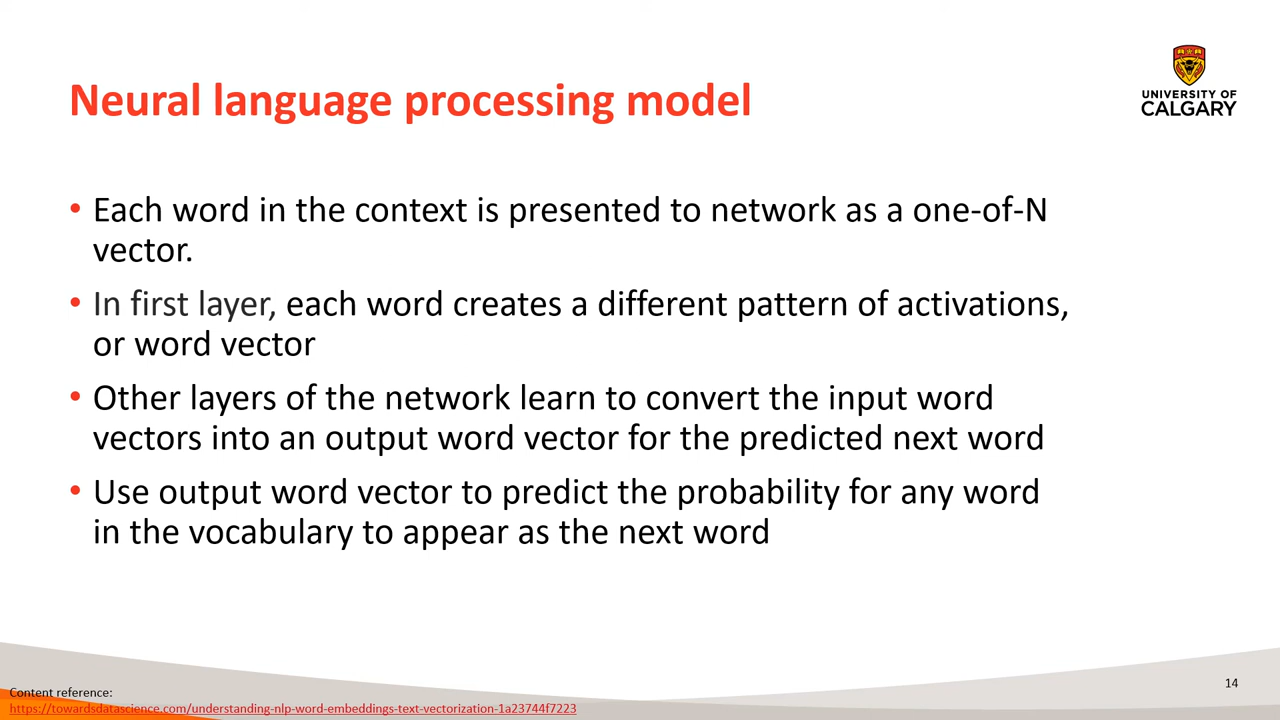 Neural language processing model
UNIVERSITY OF
CALGARY
• Each word in the context is presented to network as a one-of-N
vector.
• In first layer, each word creates a different pattern of activations,
or word vector
• Other layers of the network learn to convert the input word
vectors into an output word vector for the predicted next word
• Use output word vector to predict the probability for any word
in the vocabulary to appear as the next word
Content reference:
https://towardsdatascience.com/understanding-nlp-word-embeddings-text-vectorization-1a23744f7223
14